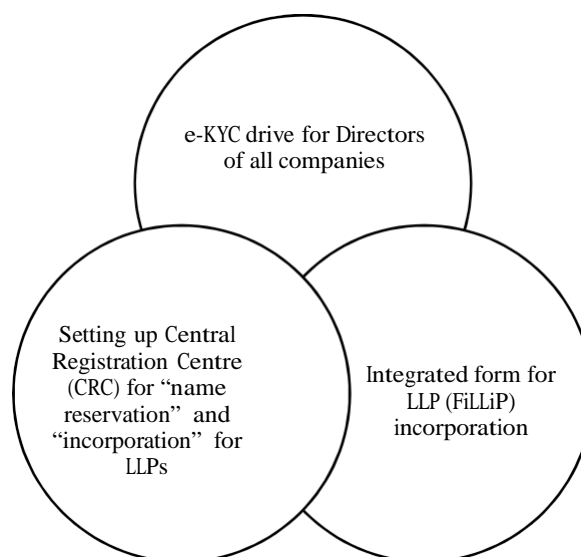 e-KYC drive for Directors
of all companies
Setting up Central
Registration Centre
(CRC) for “name
reservation” and
“incorporation” for
LLPs
Integrated form for
LLP (FiLLiP)
incorporation